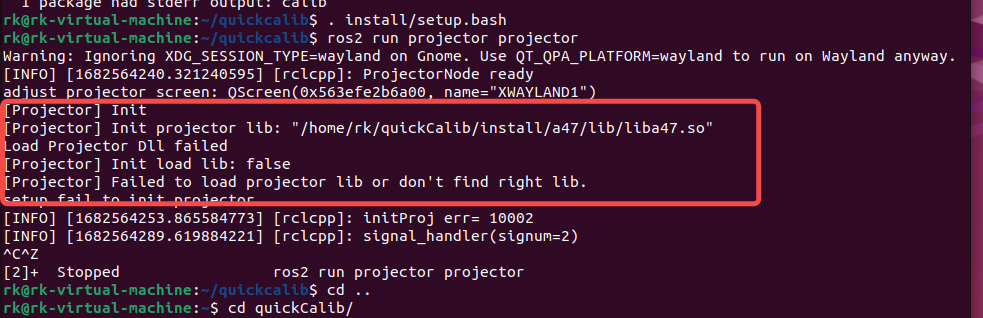 1 package had stderr output: calib
rk@rk-virtual-machine:~/quickcalib$ . install/setup.bash
rk@rk-virtual-machine:~/quickcalib$ ros2 run projector projector
Warning: Ignoring XDG_SESSION_TYPE=wayland on Gnome. Use QT_QPA_PLATFORM=wayland to run on Wayland anyway.
[INFO] [1682564240.321240595] [rclcpp]: ProjectorNode ready
adjust projector screen: QScreen(0x563efe2b6a00, name="XWAYLAND1")
[Projector] Init
[Projector] Init projector lib: "/home/rk/quickCalib/install/a47/lib/liba47.so"
Load Projector Dll failed
[Projector] Init load lib: false
[Projector] Failed to load projector lib or don't find right lib.
setup fail to init projector
[INFO] [1682564253.865584773] [rclcpp]: initProj err= 10002
[INFO] [1682564289.619884221] [rclcpp]: signal_handler(signum=2)
^C^Z
[2]+  Stopped                 ros2 run projector projector
rk@rk-virtual-machine:~/quickcalib$ cd ..
rk@rk-virtual-machine:~$ cd quickCalib/